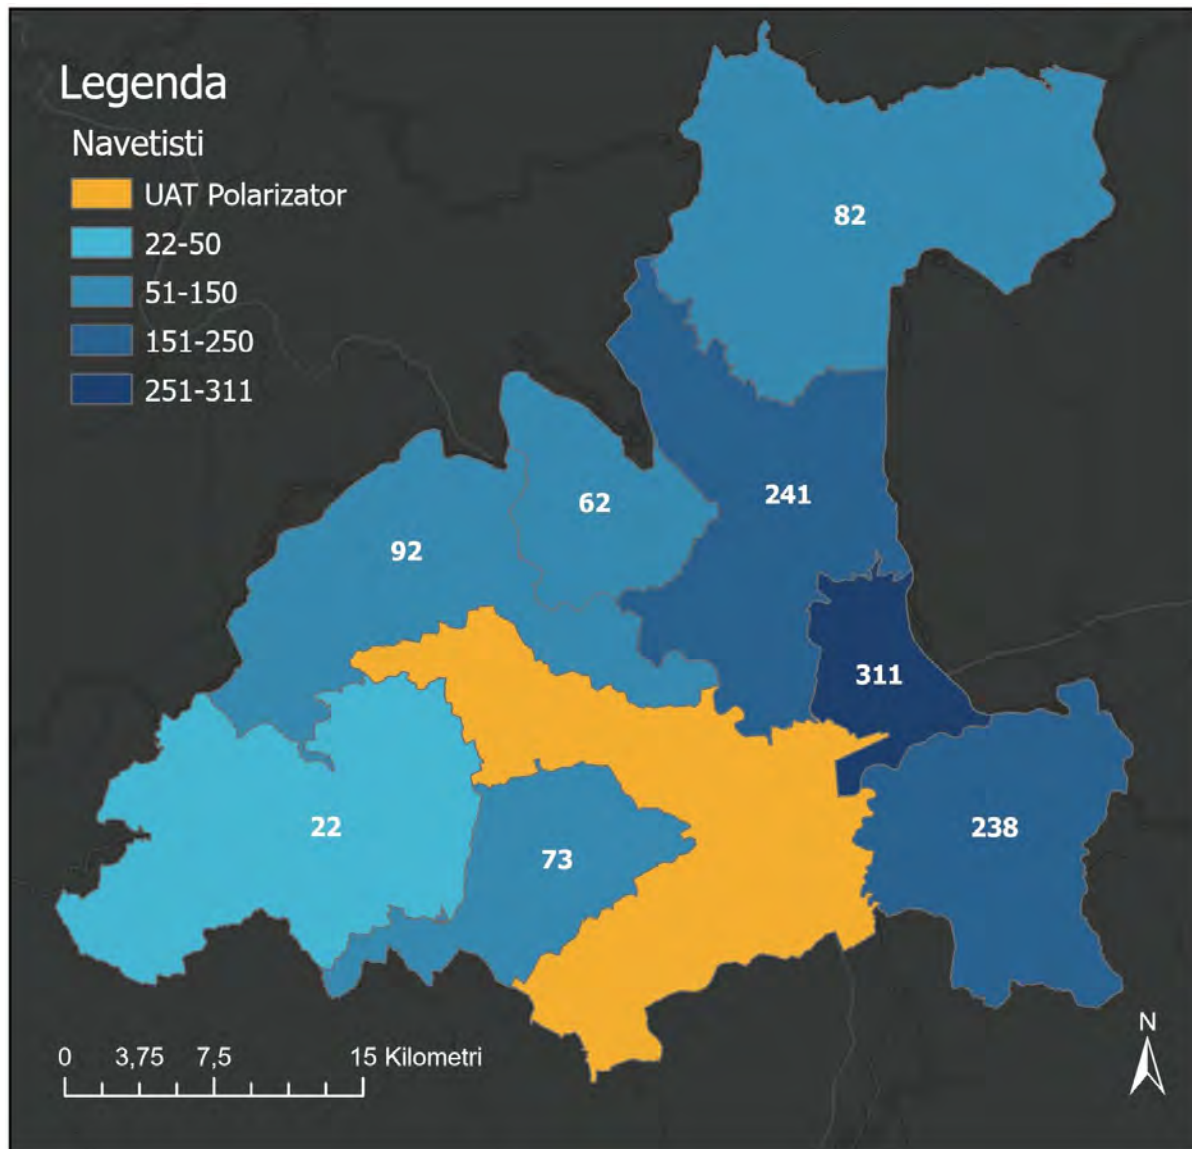 Legenda
Navetisti
UAT Polarizator
22-50
51-150
151-250
251-311
82
241
62
92
311
22
73
238
0 3,75 7,5 15 Kilometri
N